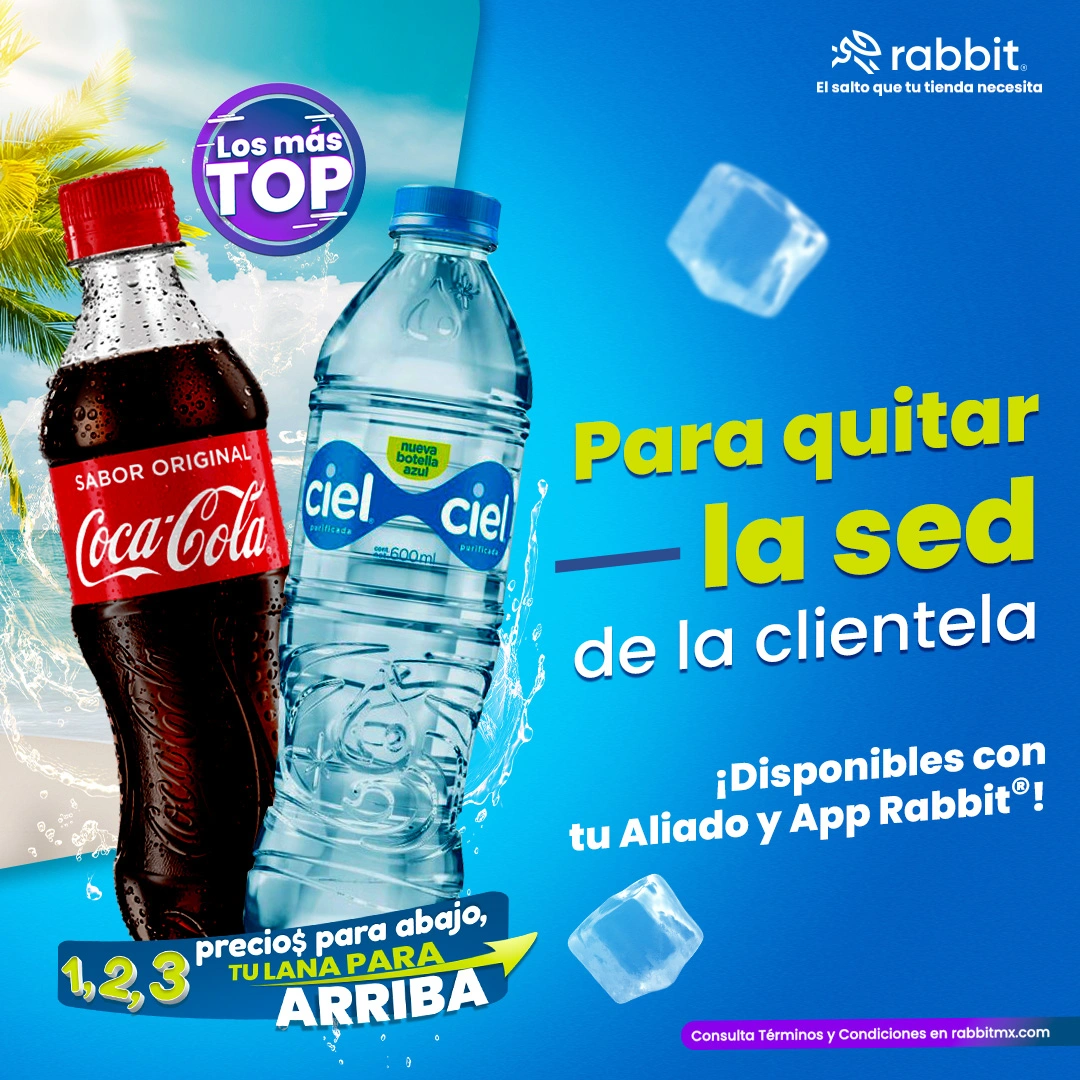 rabbit®
El salto que tu tienda necesita
Los más
TOP
SABOR ORIGINAL
Coca-Cola
nueva
botella
azul
ciel®
purificada
ciel
purificada
cont. net. 600ml
Para quitar
la sed
de la clientela
¡Disponibles con
tu Aliado y App Rabbit®!
1,2,3 precio$ para abajo,
TU LANA PARA
ARRIBA
Consulta Términos y Condiciones en rabbitmx.com